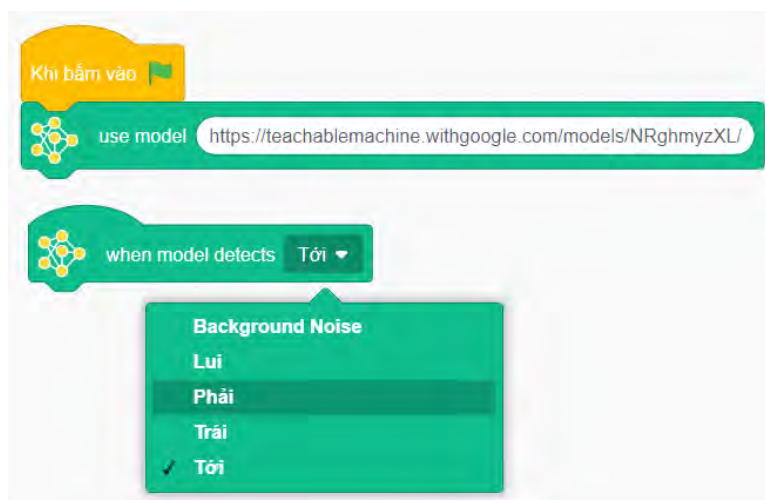 Khi bấm vào
use model https://teachablemachine.withgoogle.com/models/NRghmyzXL/
when model detects Tới
Background Noise
Lui
Phải
Trái
✓ Tới